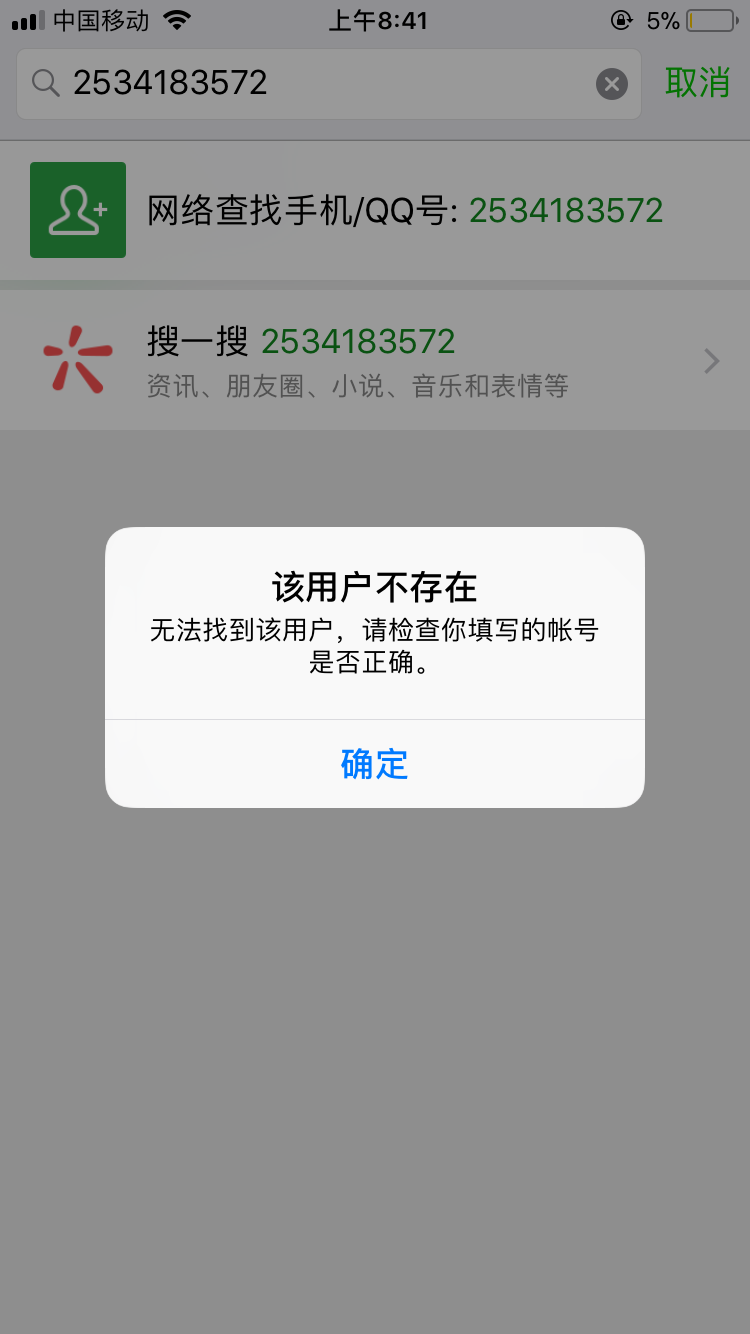 中国移动 上午8:41 5%
2534183572 取消
网络查找手机/QQ号: 2534183572
搜一搜 2534183572
资讯、朋友圈、小说、音乐和表情等
该用户不存在
无法找到该用户，请检查你填写的帐号
是否正确。
确定